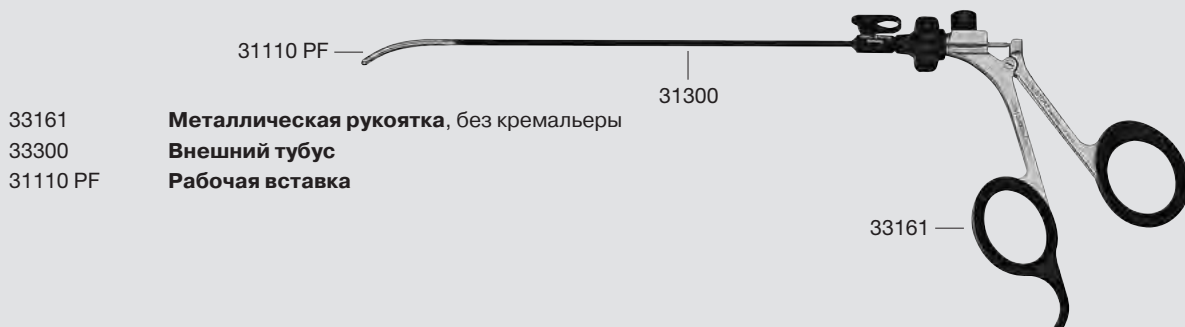 31110 PF
31300
33161 Металлическая рукоятка, без кремальеры
33300 Внешний тубус
31110 PF Рабочая вставка
33161